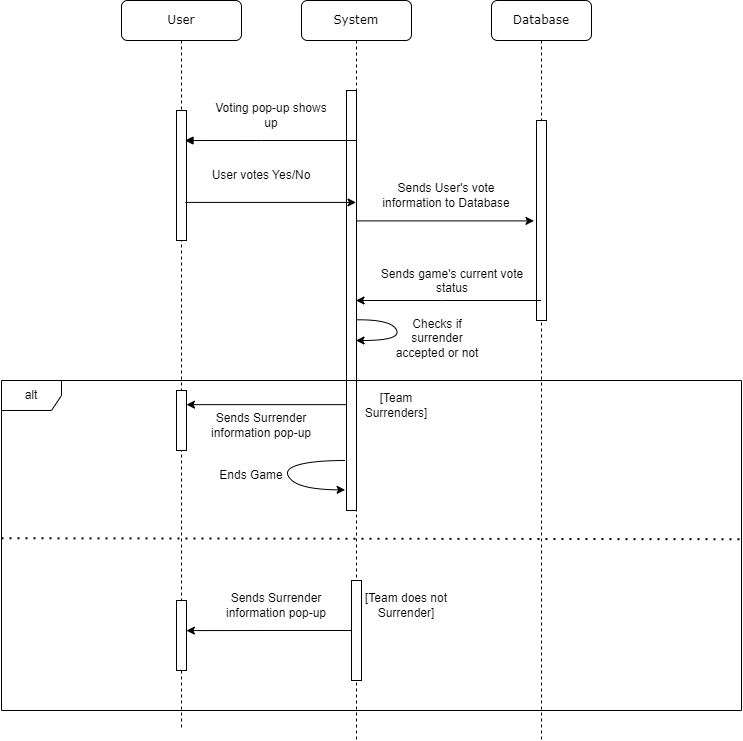 User
System
Database
Voting pop-up shows
up
User votes Yes/No
Sends User's vote
information to Database
Sends game's current vote
status
Checks if
surrender
accepted or not
alt
[Team
Surrenders]
Sends Surrender
information pop-up
Ends Game
Sends Surrender
information pop-up
[Team does not
Surrender]